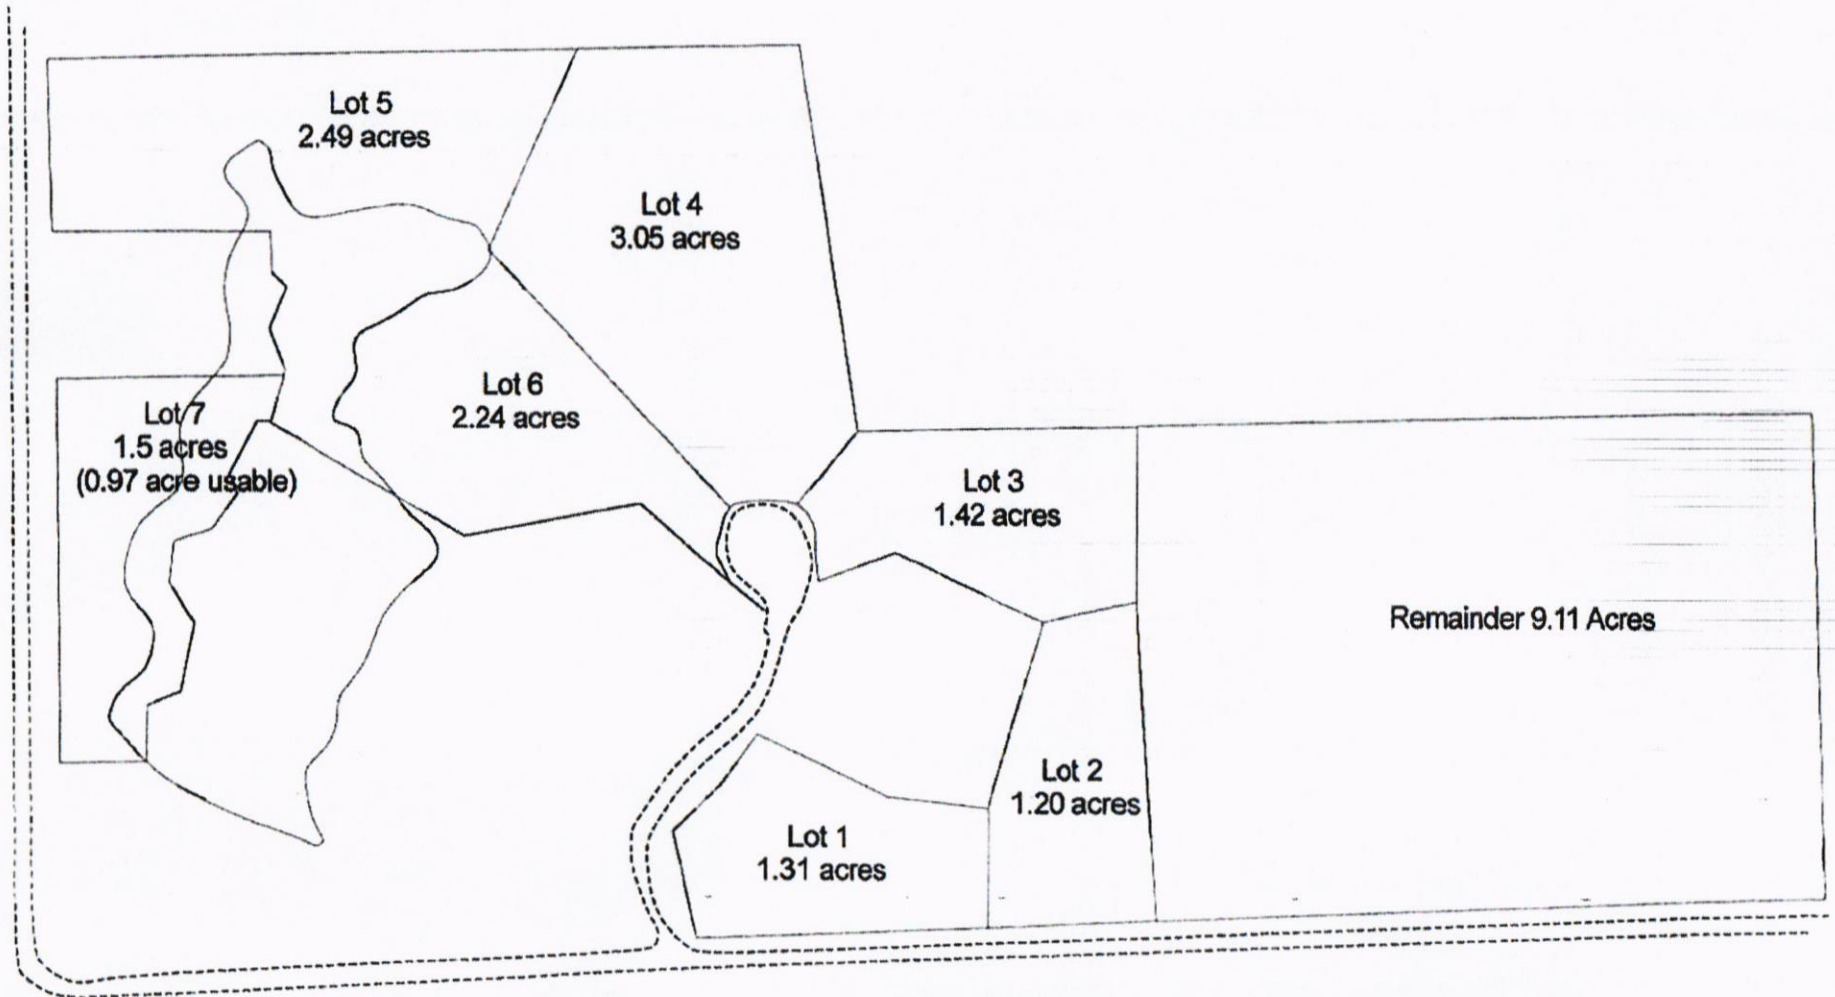 Lot 5
2.49 acres
Lot 4
3.05 acres
Lot 6
2.24 acres
Lot 7
1.5 acres
(0.97 acre usable)
Lot 3
1.42 acres
Remainder 9.11 Acres
Lot 2
1.20 acres
Lot 1
1.31 acres